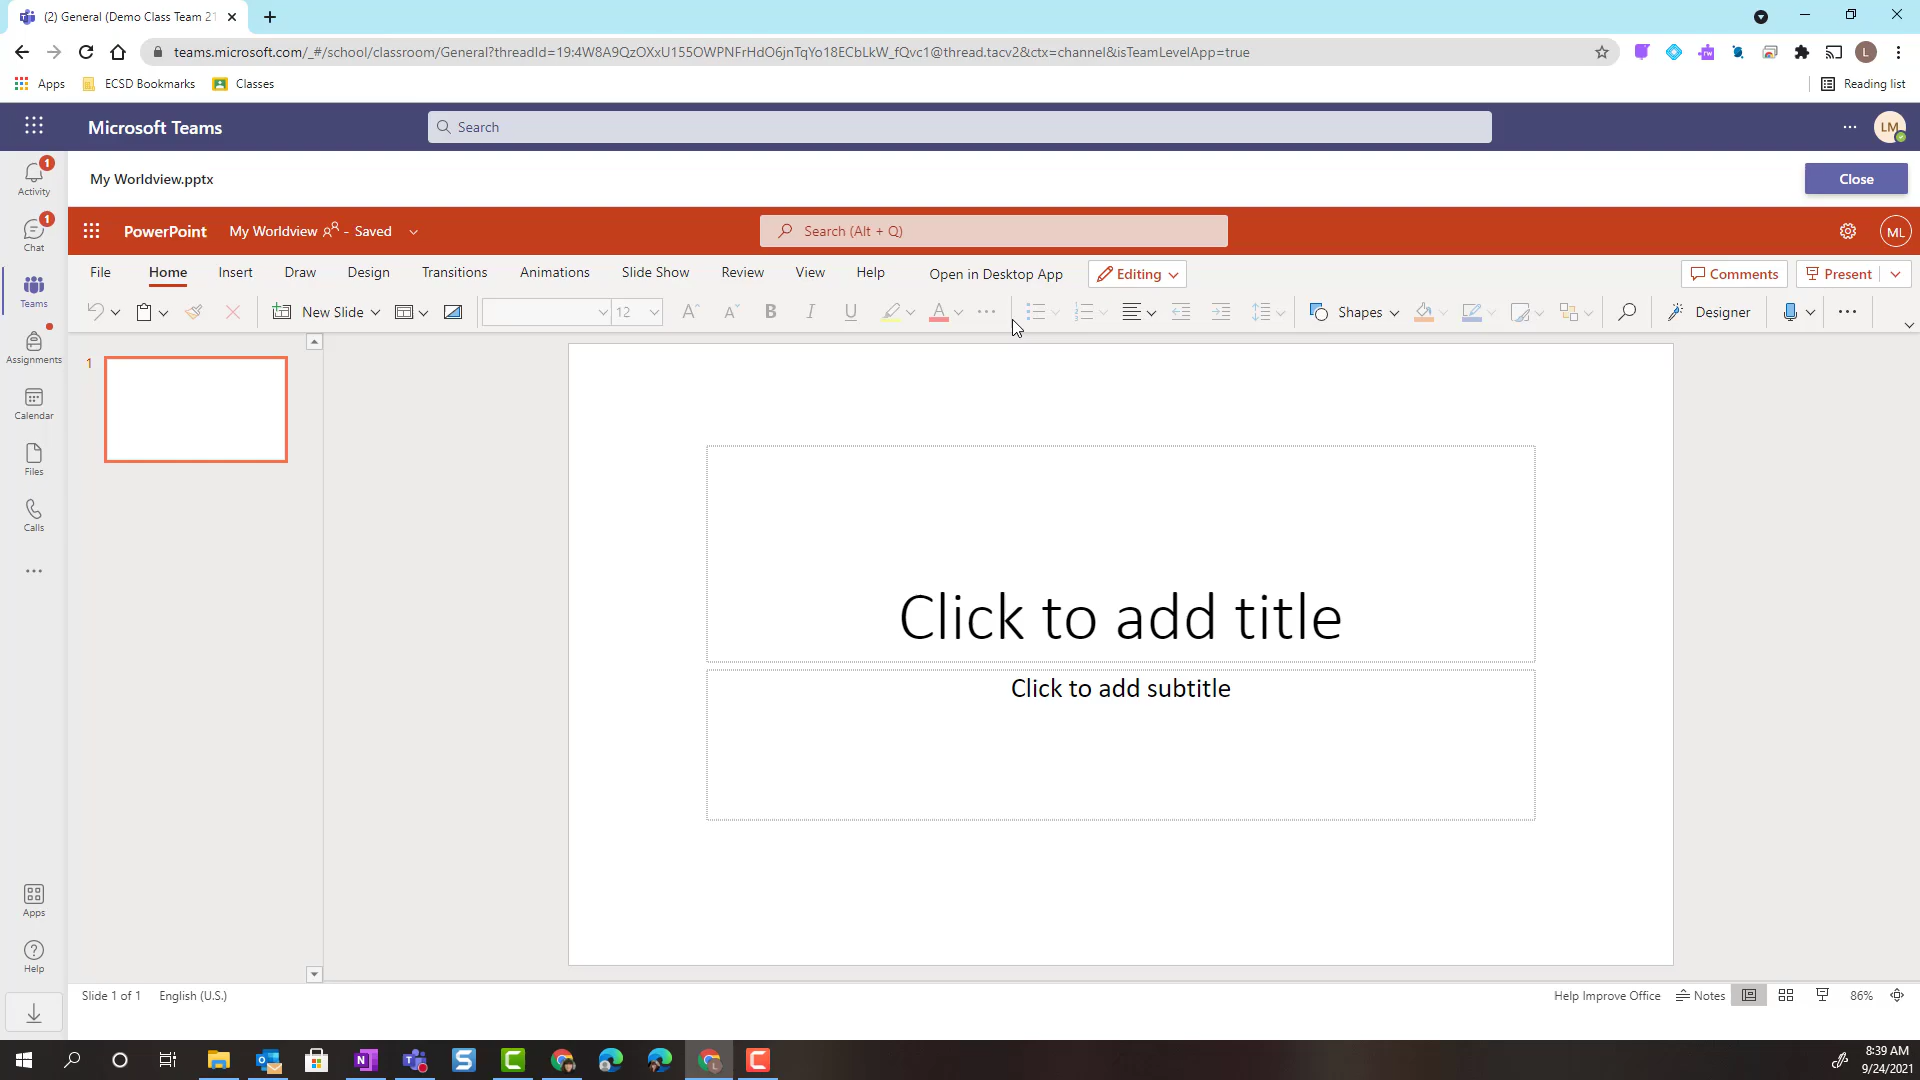 (2) General (Demo Class Team 21
teams.microsoft.com/_#/school/classroom/General?threadId=19:4W8A9QzOXxU155OWPNFrHdO6jnTqYo18ECbLkW_fQvc1@thread.tacv2&ctx=channel&isTeamLevelApp=true
L
Apps
ECSD Bookmarks
Classes
Reading list
Microsoft Teams
Search
LM
1
Activity
My Worldview.pptx
Close
1
Chat
PowerPoint
My Worldview - Saved
Search (Alt + Q)
ML
Teams
File
Home
Insert
Draw
Design
Transitions
Animations
Slide Show
Review
View
Help
Open in Desktop App
Editing
Comments
Present
New Slide
12
Shapes
Designer
Assignments
1
Calendar
Files
Calls
Click to add title
Click to add subtitle
Apps
Help
Slide 1 of 1
English (U.S.)
Help Improve Office
Notes
86%
8:39 AM
9/24/2021